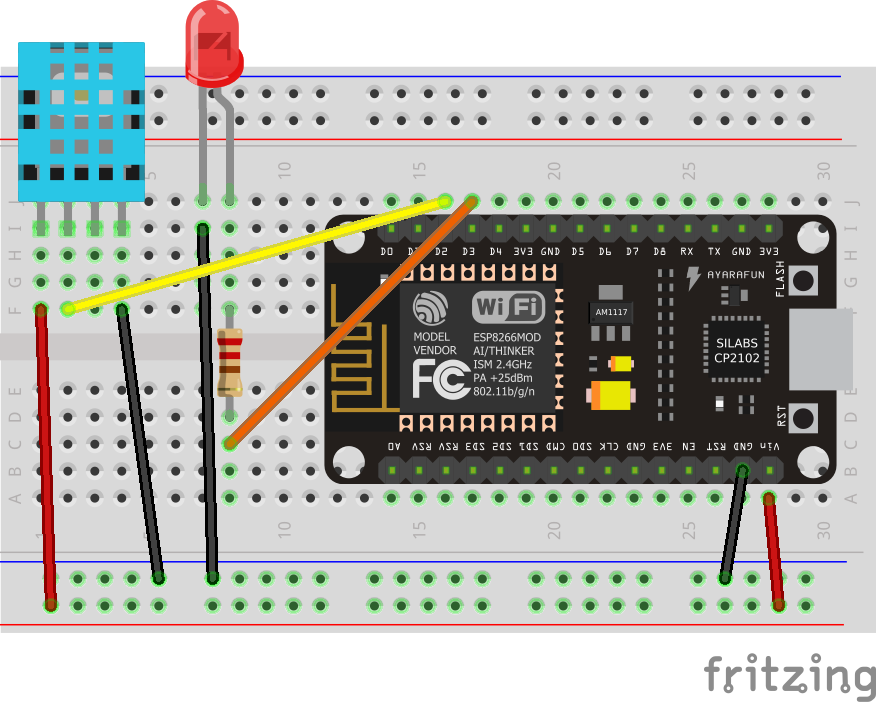 5 10 15 20 25 30
J J
I I
D0 D1 D2 D3 D4 3V3 GND D5 D6 D7 D8 RX TX GND 3V3
H H
FLASH
AYARAFUN
G G
F F
Wi Fi
AM1117
MODEL ESP8266MOD
VENDOR AI/THINKER
ISM 2.4GHz
PA +25dBm
802.11b/g/n
FCC
SILABS
CP2102
E E
D D
RST
C C
A0 RSV RSV SD3 SD2 SD1 CMD SD0 CLK GND 3V3 EN RST GND Vin
B B
A A
1 5 10 15 20 25 30
fritzing